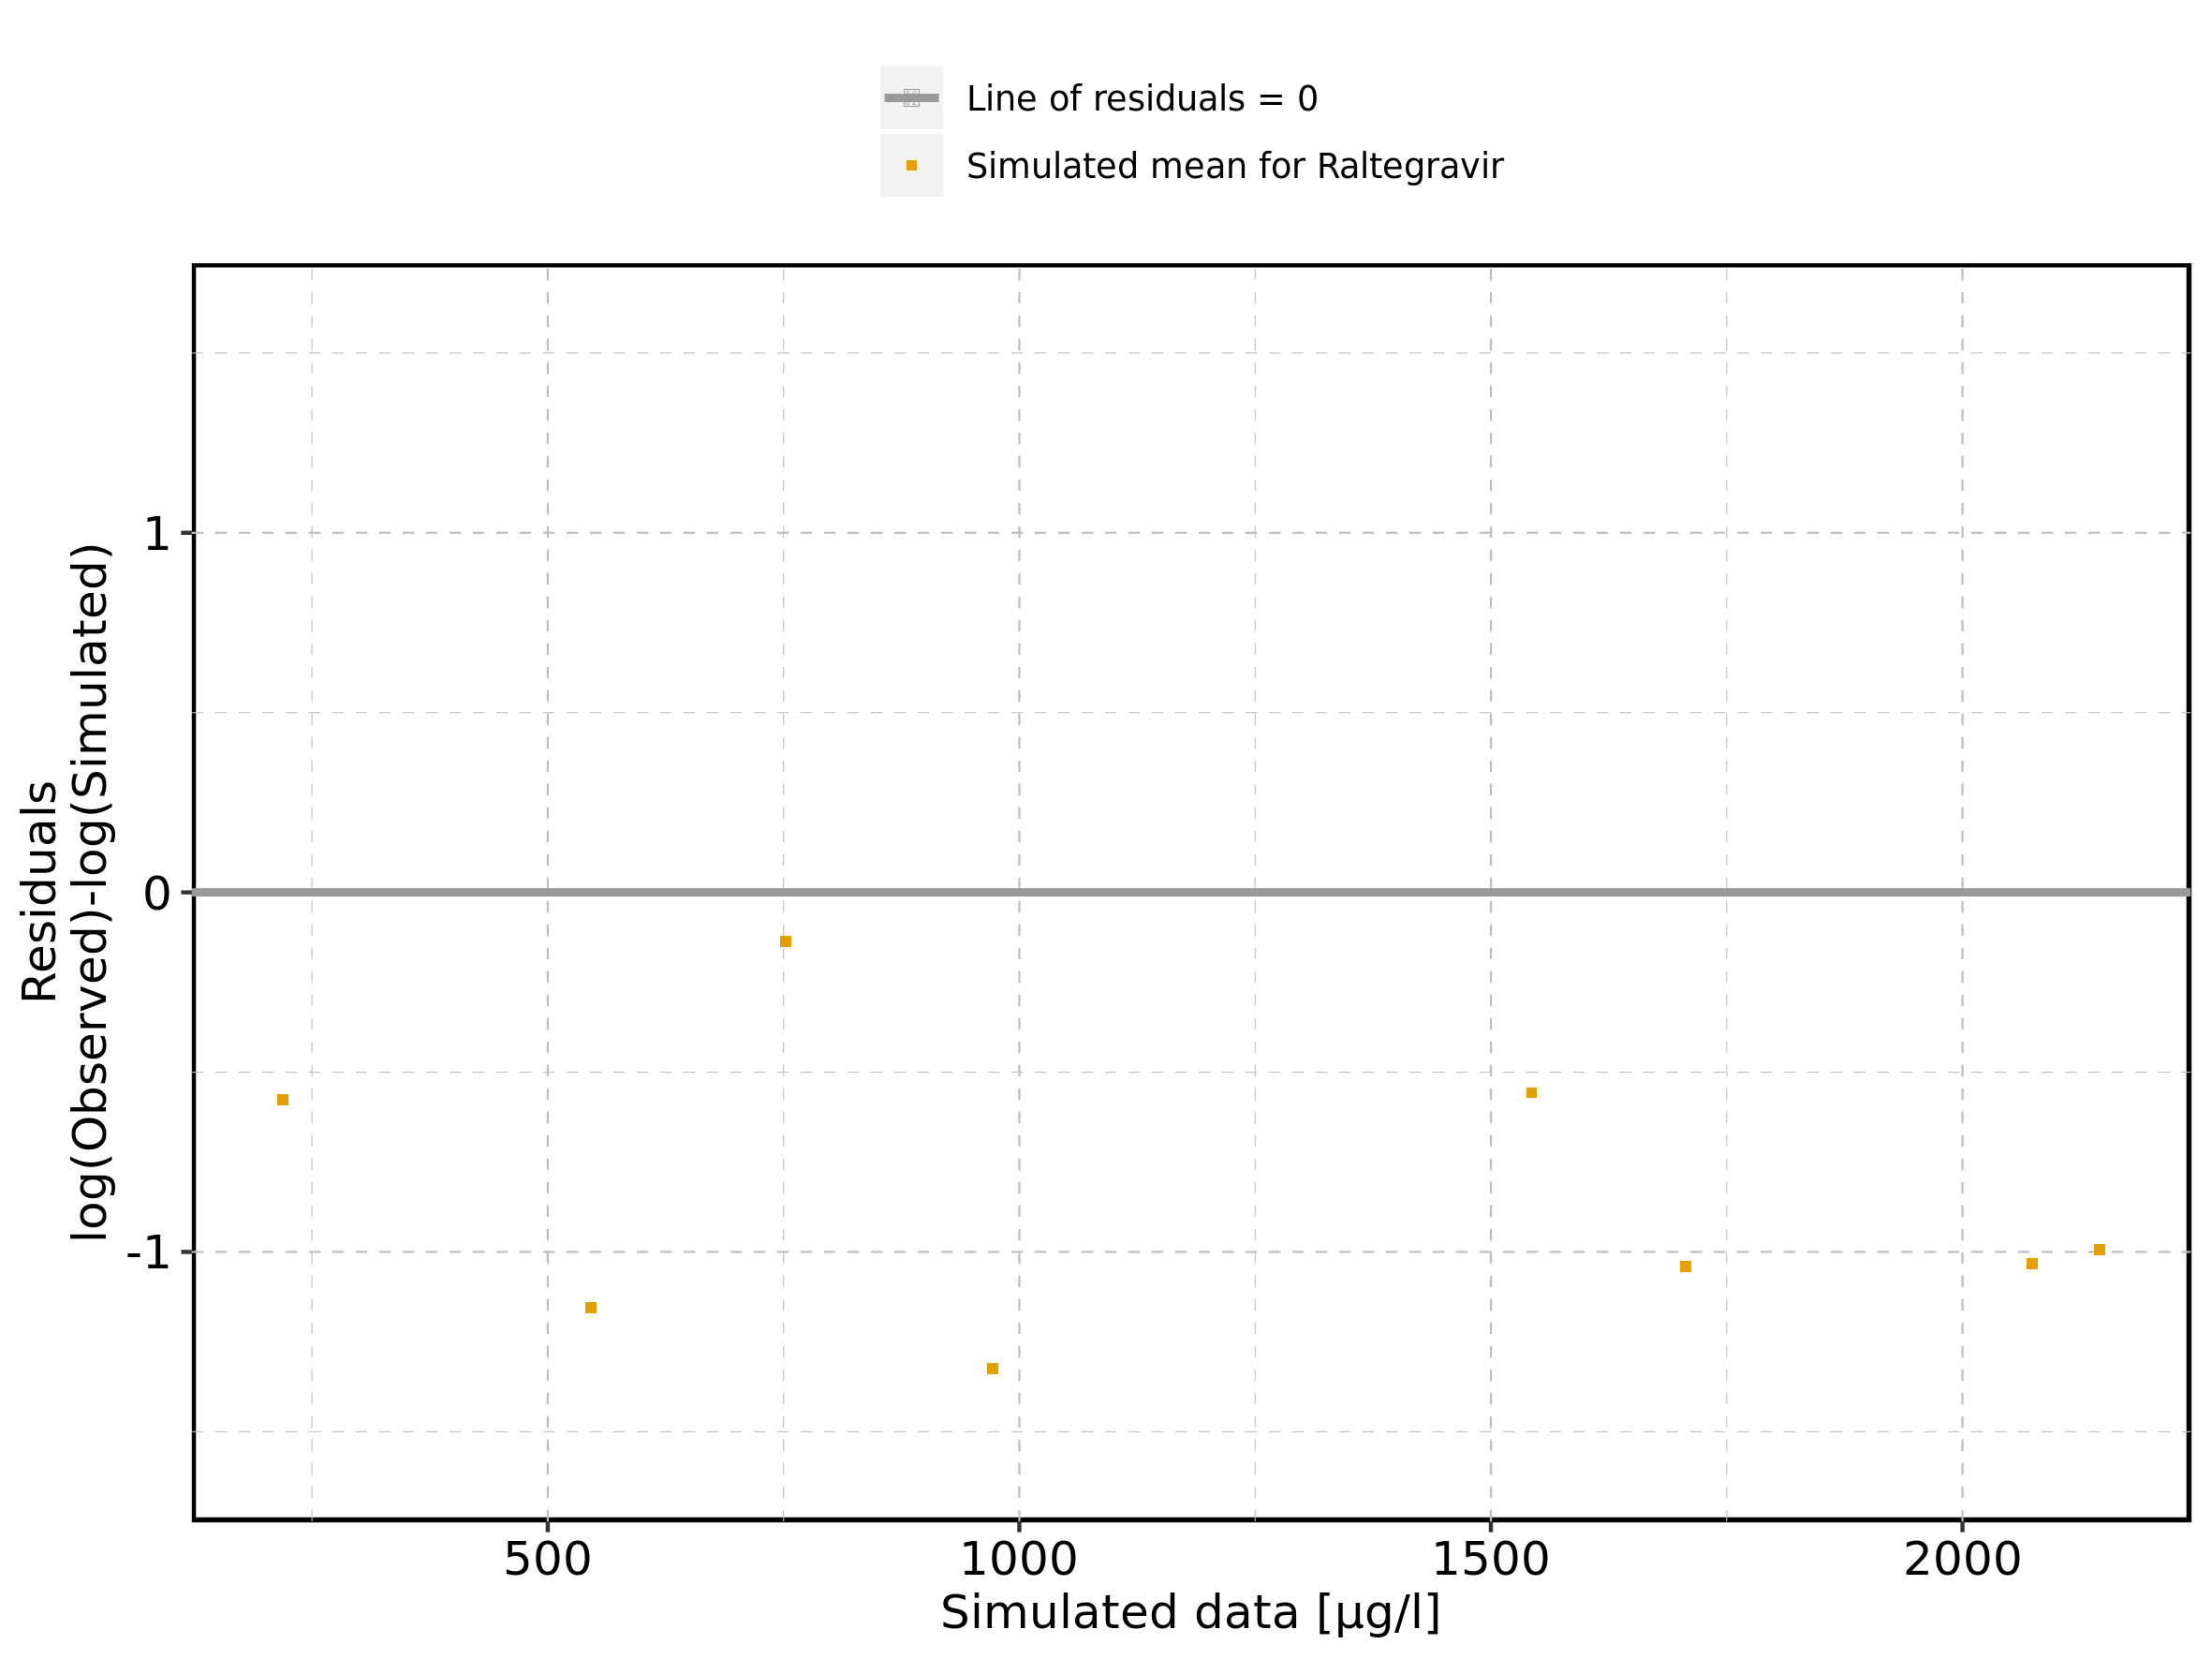 Line of residuals = 0
Simulated mean for Raltegravir
Residuals
log(Observed)-log(Simulated)
1
0
-1
500
1000
1500
2000
Simulated data [µg/l]